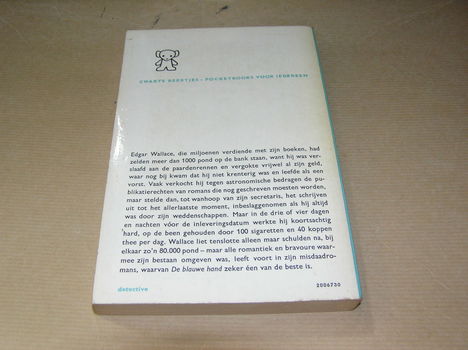 ZWARTE BEERTJES · POCKETBOOKS VOOR IEDEREEN
Edgar Wallace, die miljoenen verdiende met zijn boeken, had
zelden meer dan 1000 pond op de bank staan, want hij was ver-
slaafd aan de paardenrennen en vergokte vrijwel al zijn geld,
waar nog bij kwam dat hij niet krenterig was en leefde als een
vorst. Vaak verkocht hij tegen astronomische bedragen de pu-
blikatierechten van romans die nog geschreven moesten worden,
maar stelde dan, tot wanhoop van zijn secretaris, het schrijven
uit tot het allerlaatste moment, inbeslaggenomen als hij altijd
was door zijn weddenschappen. Maar in de drie of vier dagen
en nachten vóór de inleveringsdatum werkte hij koortsachtig
hard, op de been gehouden door 100 sigaretten en 40 koppen
thee per dag. Wallace liet tenslotte alleen maar schulden na, bij
elkaar zo'n 80.000 pond – maar alle romantiek en bravoure waar-
mee zijn bestaan omgeven was, leeft voort in zijn misdaadro-
mans, waarvan De blauwe hand zeker één van de beste is.
detective
2006730